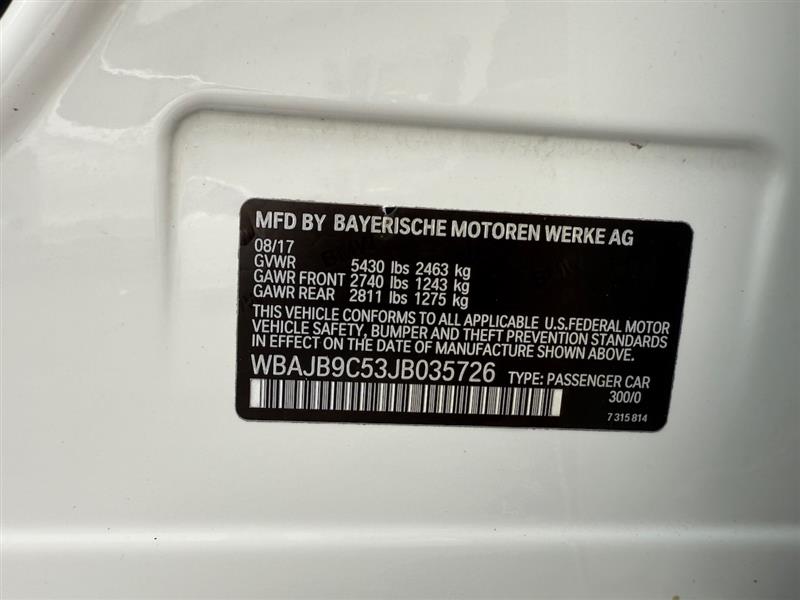 MFD BY BAYERISCHE MOTOREN WERKE AG
08/17
GVWR 5430 lbs 2463 kg
GAWR FRONT 2740 lbs 1243 kg
GAWR REAR 2811 lbs 1275 kg
THIS VEHICLE CONFORMS TO ALL APPLICABLE U.S.FEDERAL MOTOR
VEHICLE SAFETY, BUMPER AND THEFT PREVENTION STANDARDS
IN EFFECT ON THE DATE OF MANUFACTURE SHOWN ABOVE.
WBAJB9C53JB035726 TYPE: PASSENGER CAR
300/0
7 315 814